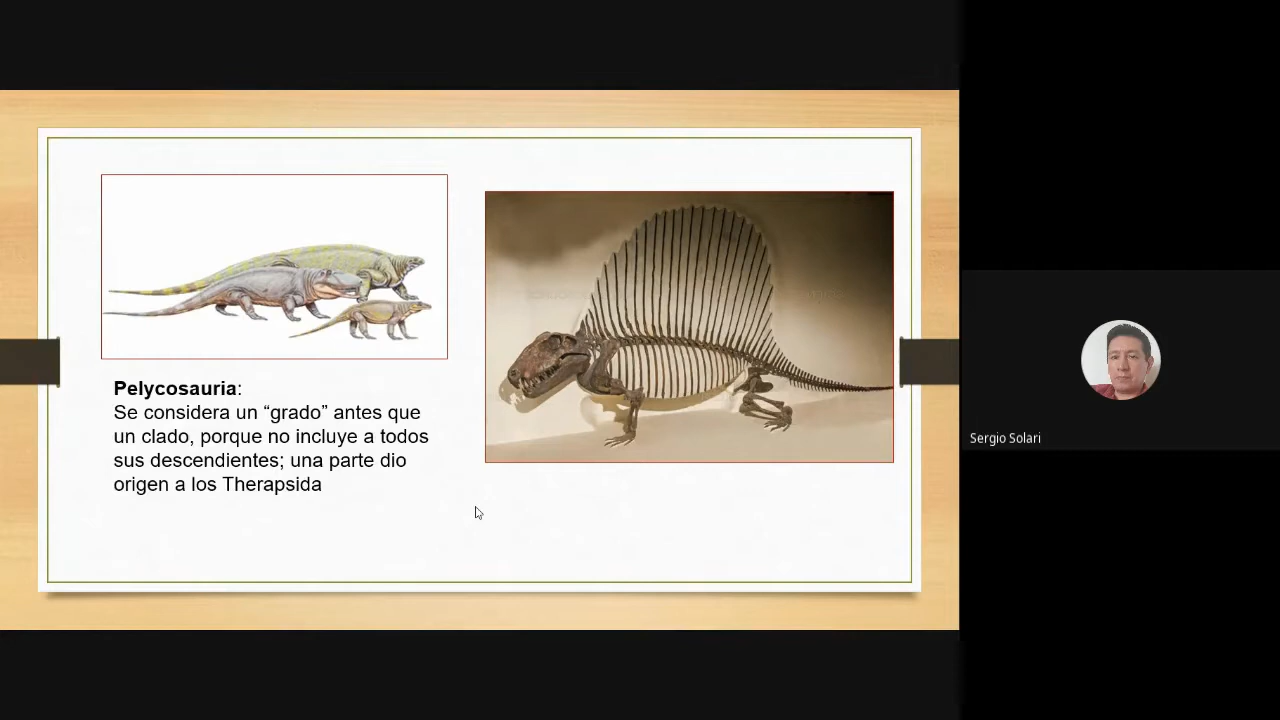 Pelycosauria:
Se considera un “grado” antes que
un clado, porque no incluye a todos
sus descendientes; una parte dio
origen a los Therapsida
Sergio Solari